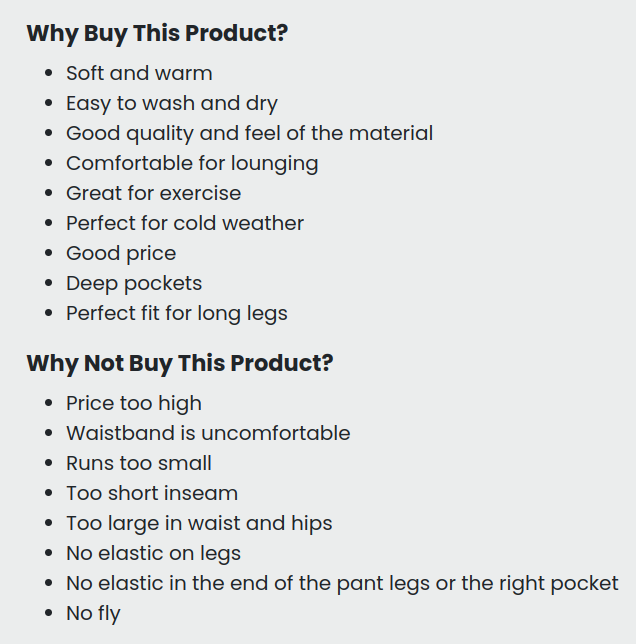 Why Buy This Product?
Soft and warm
Easy to wash and dry
Good quality and feel of the material
Comfortable for lounging
Great for exercise
Perfect for cold weather
Good price
Deep pockets
Perfect fit for long legs
Why Not Buy This Product?
Price too high
Waistband is uncomfortable
Runs too small
Too short inseam
Too large in waist and hips
No elastic on legs
No elastic in the end of the pant legs or the right pocket
No fly